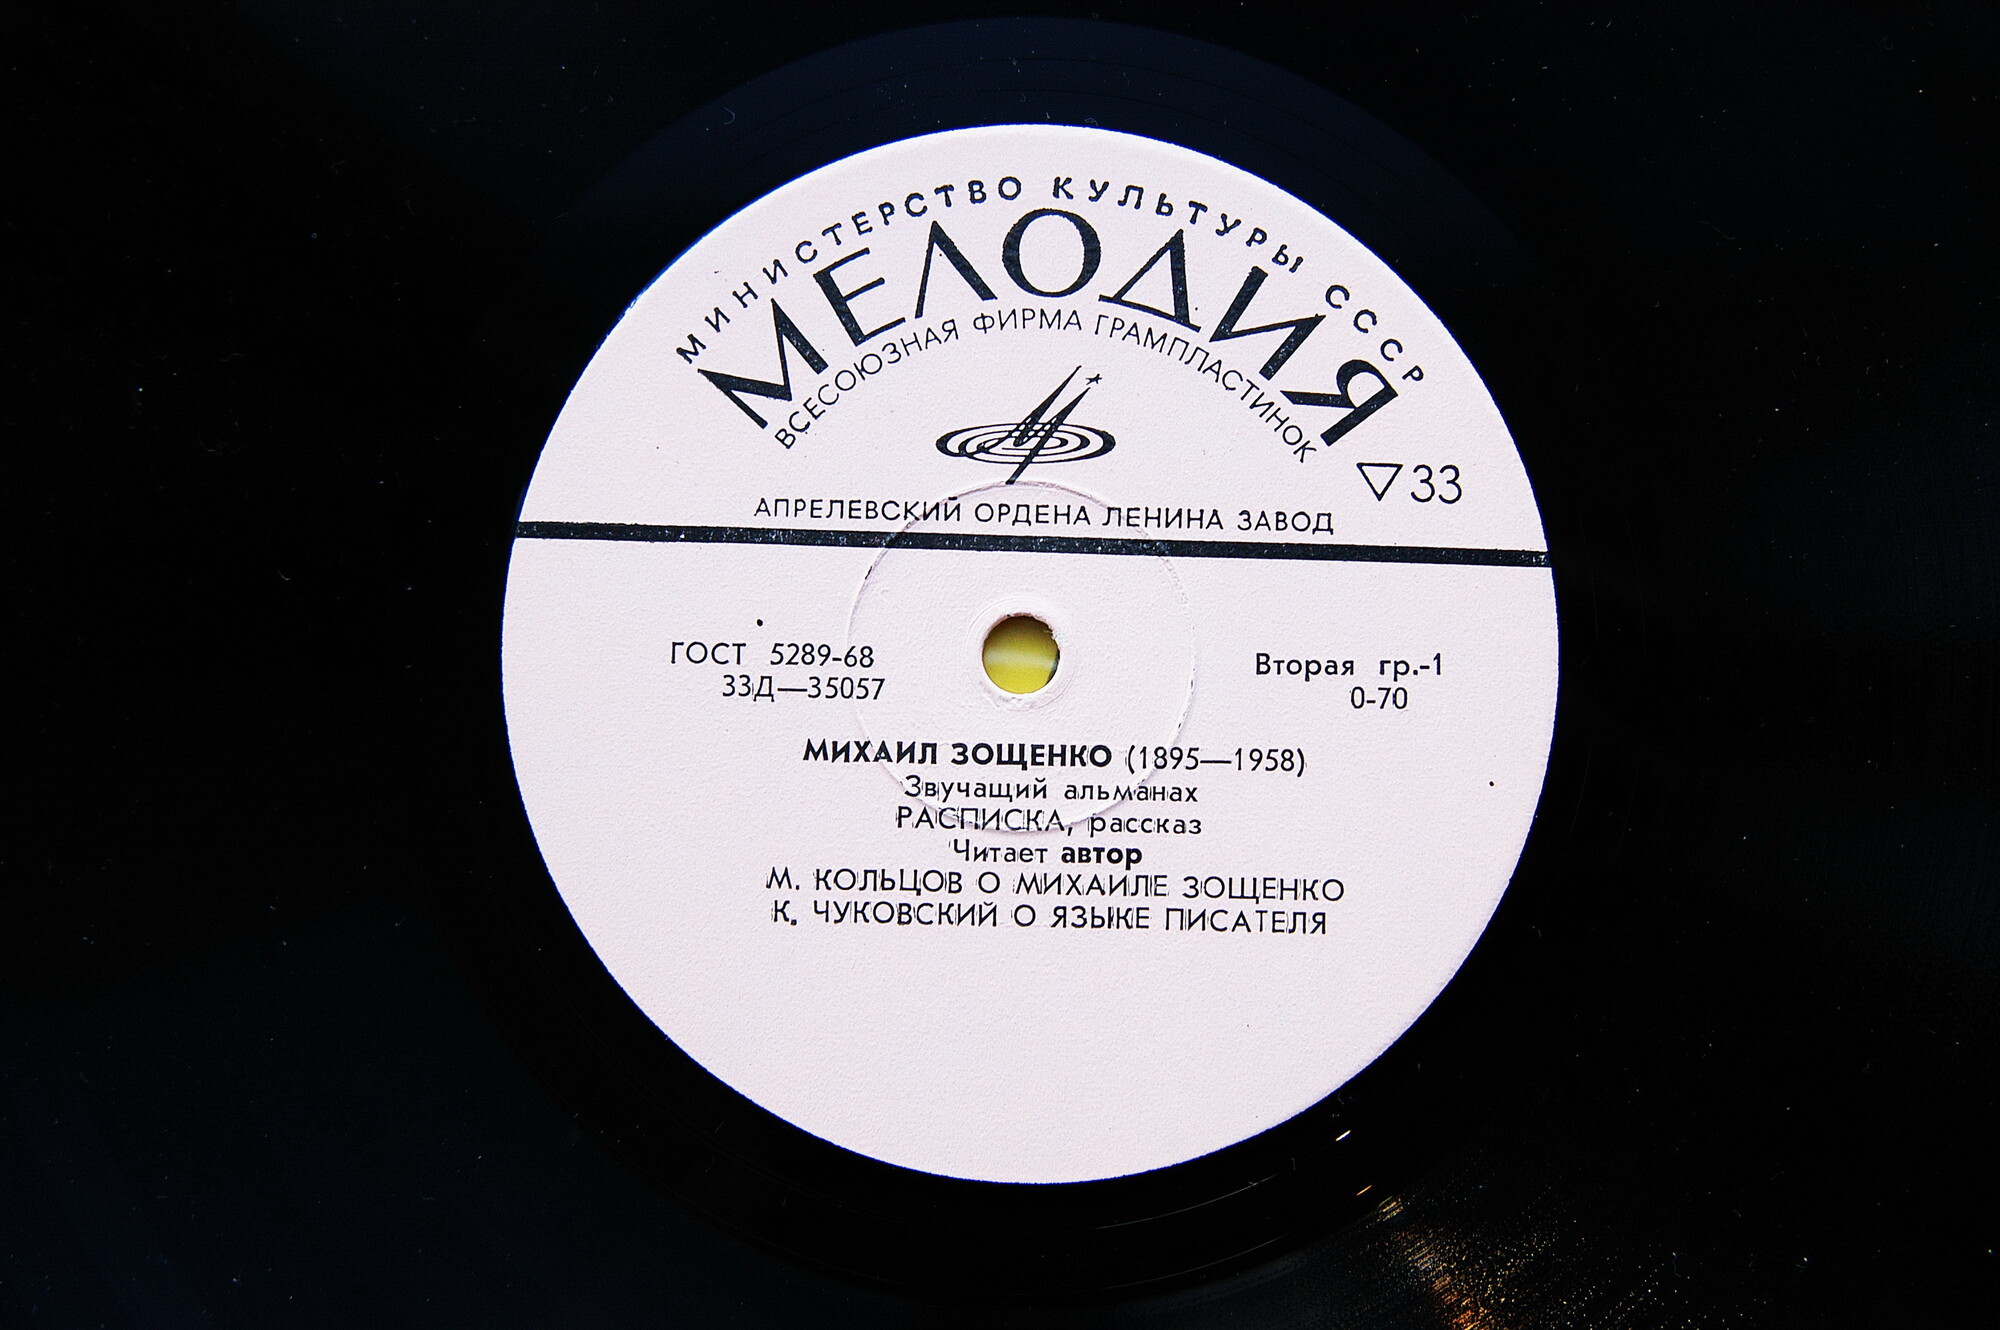 МИНИСТЕРСТВО КУЛЬТУРЫ СССР
МЕЛОДИЯ
ВСЕСОЮЗНАЯ ФИРМА ГРАМПЛАСТИНОК
▽33
АПРЕЛЕВСКИЙ ОРДЕНА ЛЕНИНА ЗАВОД
ГОСТ 5289-68
33Д—35057
Вторая гр.-1
0-70
МИХАИЛ ЗОЩЕНКО (1895—1958)
Звучащий альманах
РАСПИСКА, рассказ
Читает автор
М. КОЛЬЦОВ О МИХАИЛЕ ЗОЩЕНКО
К. ЧУКОВСКИЙ О ЯЗЫКЕ ПИСАТЕЛЯ